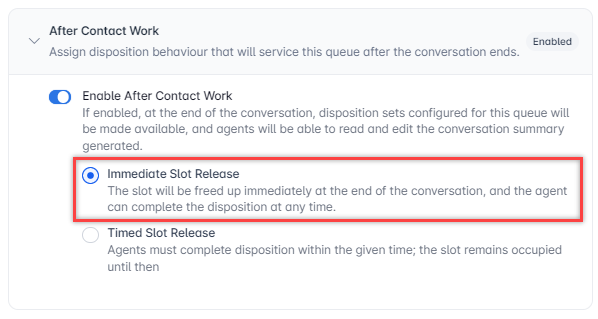 After Contact Work
Assign disposition behaviour that will service this queue after the conversation ends.
Enabled
Enable After Contact Work
If enabled, at the end of the conversation, disposition sets configured for this queue will
be made available, and agents will be able to read and edit the conversation summary
generated.
Immediate Slot Release
The slot will be freed up immediately at the end of the conversation, and the agent
can complete the disposition at any time.
Timed Slot Release
Agents must complete disposition within the given time; the slot remains occupied
until then